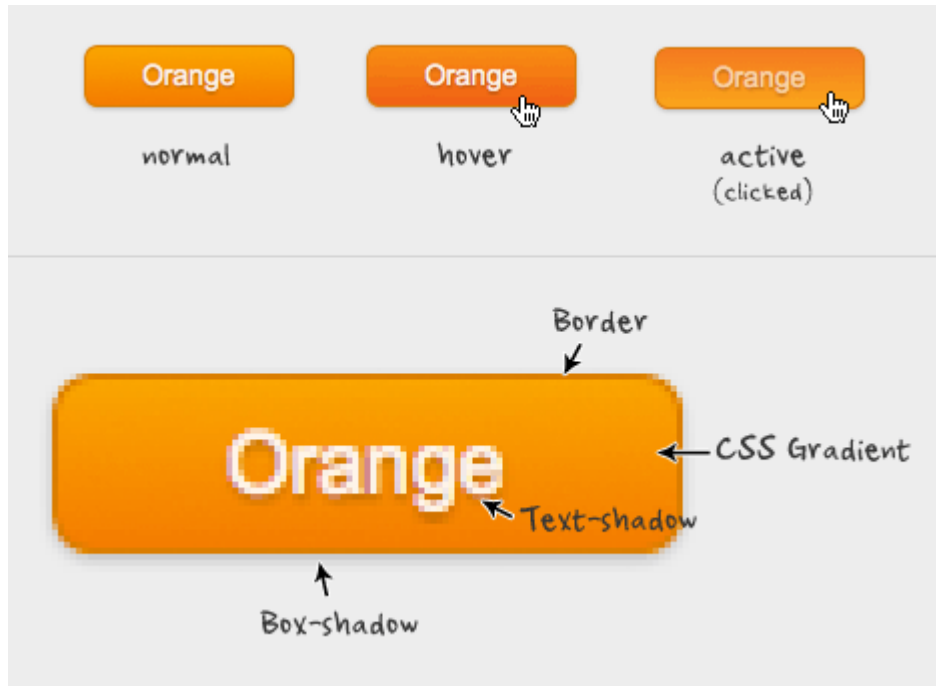 Orange
Orange
Orange
normal
hover
active
(clicked)
Border
Orange
CSS Gradient
Text-shadow
Box-shadow